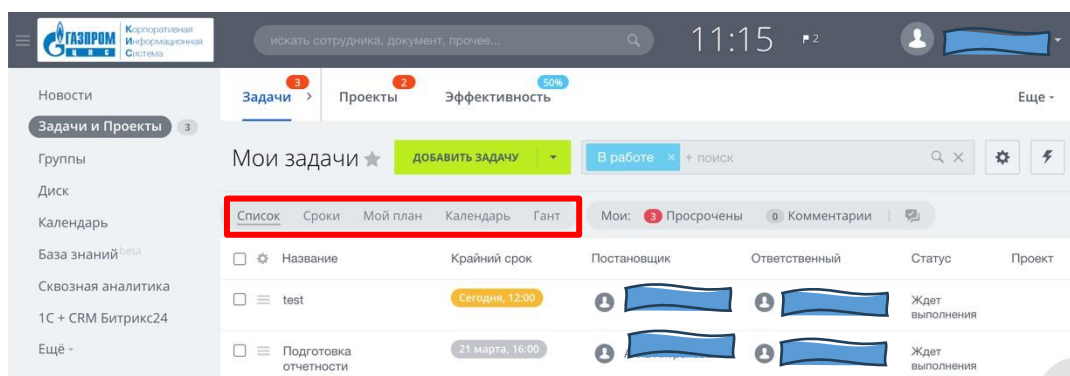 ГАЗПРОМ
ЦПС
Корпоративная
Информационная
Система
искать сотрудника, документ, прочее...
11:15
2
Новости
Задачи и Проекты 3
Группы
Диск
Календарь
База знаний beta
Сквозная аналитика
1С + CRM Битрикс24
Ещё
3 2 50%
Задачи Проекты Эффективность Еще
Мои задачи ДОБАВИТЬ ЗАДАЧУ В работе × + поиск
Список Сроки Мой план Календарь Гант Мои: 3 Просрочены 0 Комментарии
Название Крайний срок Постановщик Ответственный Статус Проект
test Сегодня, 12:00 Ждет
выполнения
Подготовка 21 марта, 16:00 Ждет
отчетности выполнения